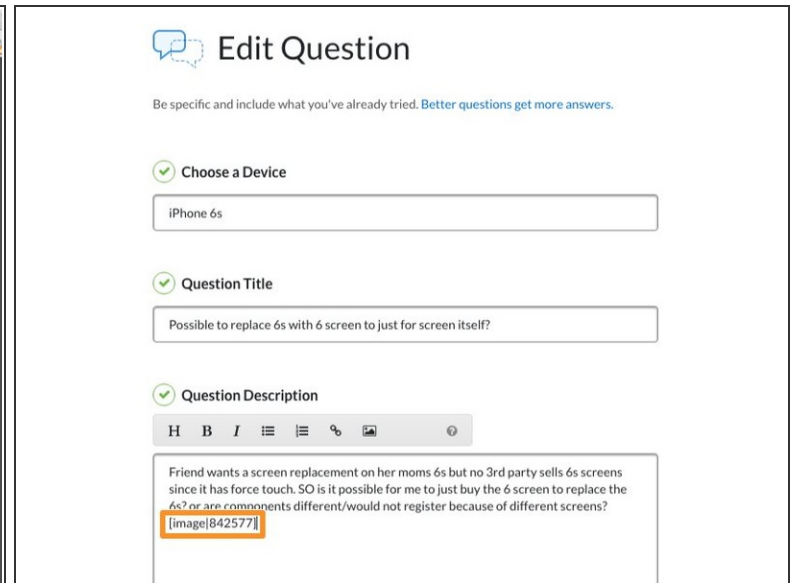 Edit Question
Be specific and include what you've already tried. Better questions get more answers.
Choose a Device
iPhone 6s
Question Title
Possible to replace 6s with 6 screen to just for screen itself?
Question Description
H B I
Friend wants a screen replacement on her moms 6s but no 3rd party sells 6s screens
since it has force touch. SO is it possible for me to just buy the 6 screen to replace the
6s? or are components different/would not register because of different screens?
[image|842577]